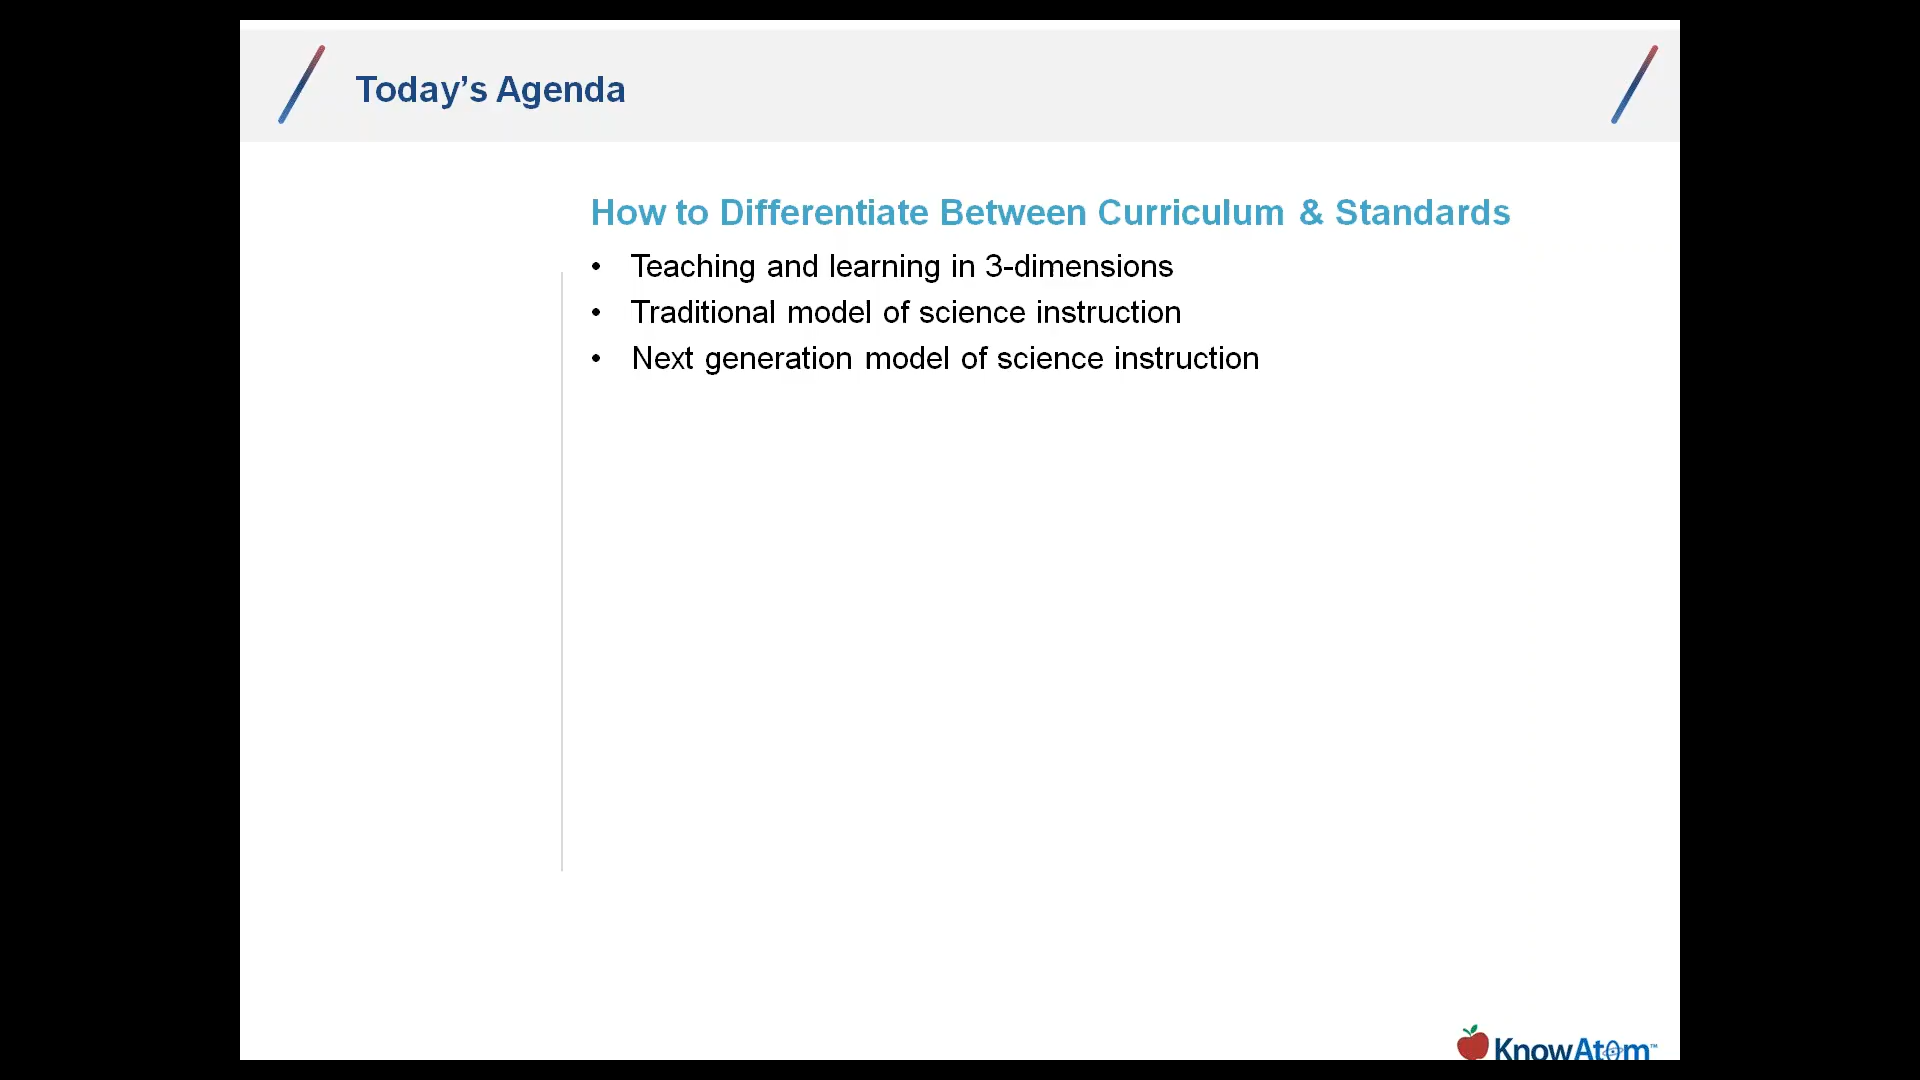 Today’s Agenda
How to Differentiate Between Curriculum & Standards
• Teaching and learning in 3-dimensions
• Traditional model of science instruction
• Next generation model of science instruction
KnowAtom™